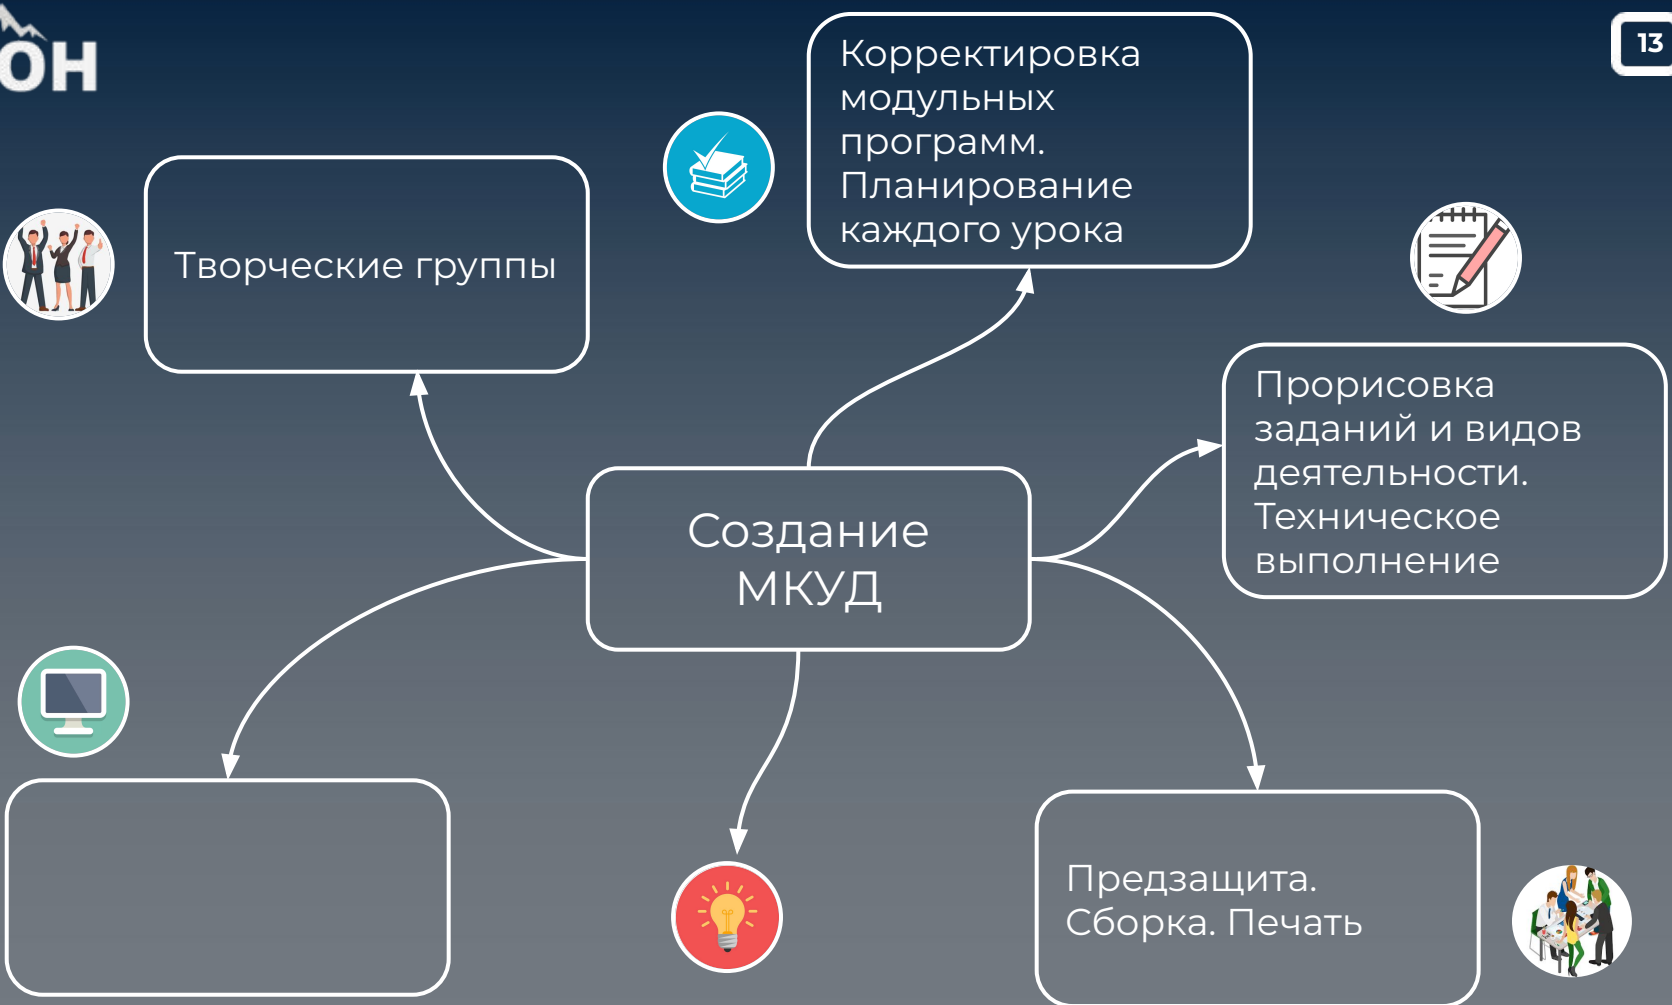 ОН
13
Корректировка
модульных
программ.
Планирование
каждого урока
Творческие группы
Прорисовка
заданий и видов
деятельности.
Техническое
выполнение
Создание
МКУД
Предзащита.
Сборка. Печать